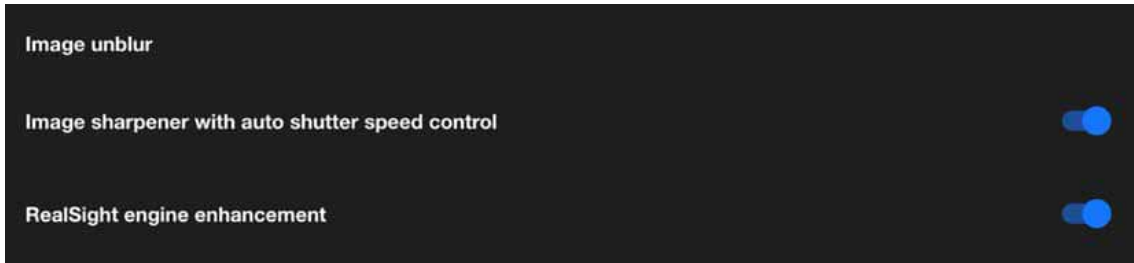 Image unblur
Image sharpener with auto shutter speed control
RealSight engine enhancement